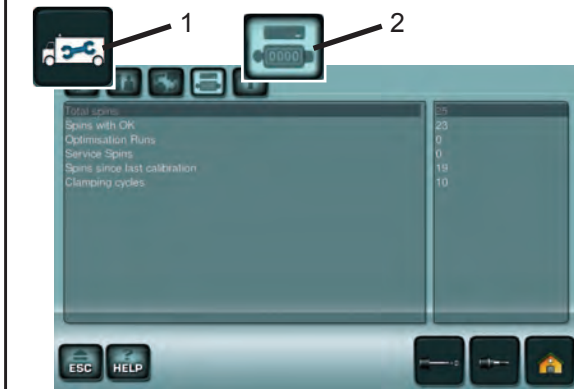 1
2
0000
Total spins 25
Spins with OK 23
Optimisation Runs 0
Service Spins 0
Spins since last calibration 19
Clamping cycles 10
ESC
? HELP